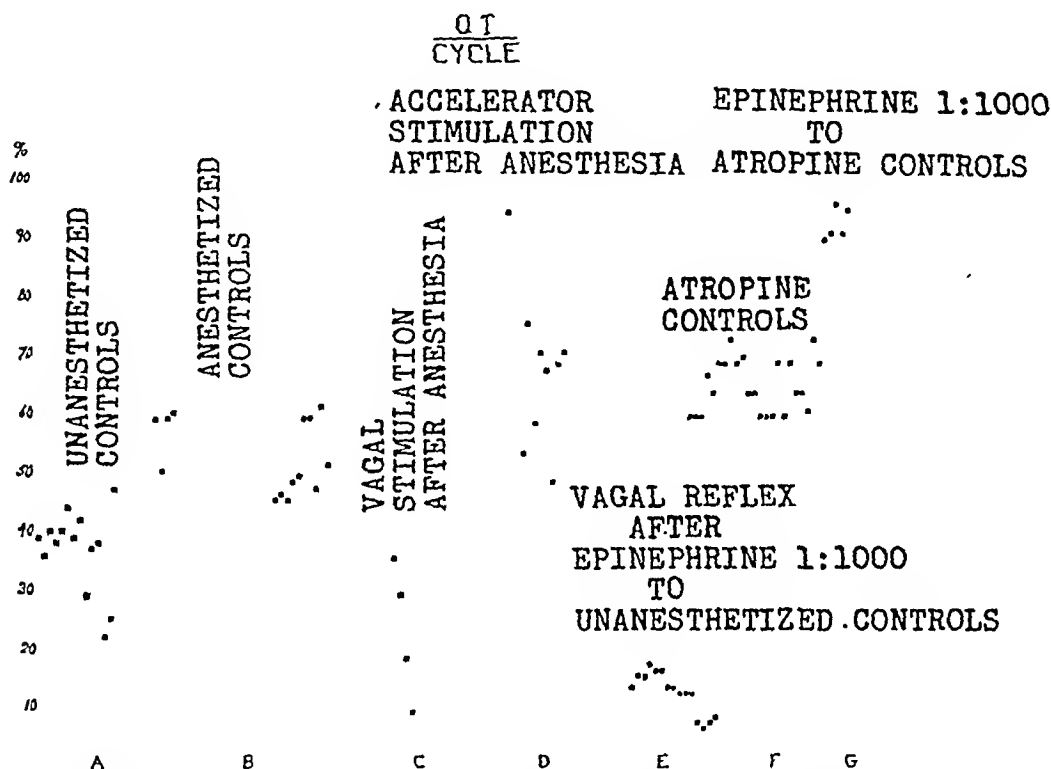 QT
CYCLE
ACCELERATOR
STIMULATION
AFTER ANESTHESIA
EPINEPHRINE 1:1000
TO
ATROPINE CONTROLS
%
100
90
80
70
60
50
40
30
20
10
UNANESTHETIZED
CONTROLS
ANESTHETIZED
CONTROLS
VAGAL
STIMULATION
AFTER ANESTHESIA
ATROPINE
CONTROLS
VAGAL REFLEX
AFTER
EPINEPHRINE 1:1000
TO
UNANESTHETIZED CONTROLS
A B C D E F G